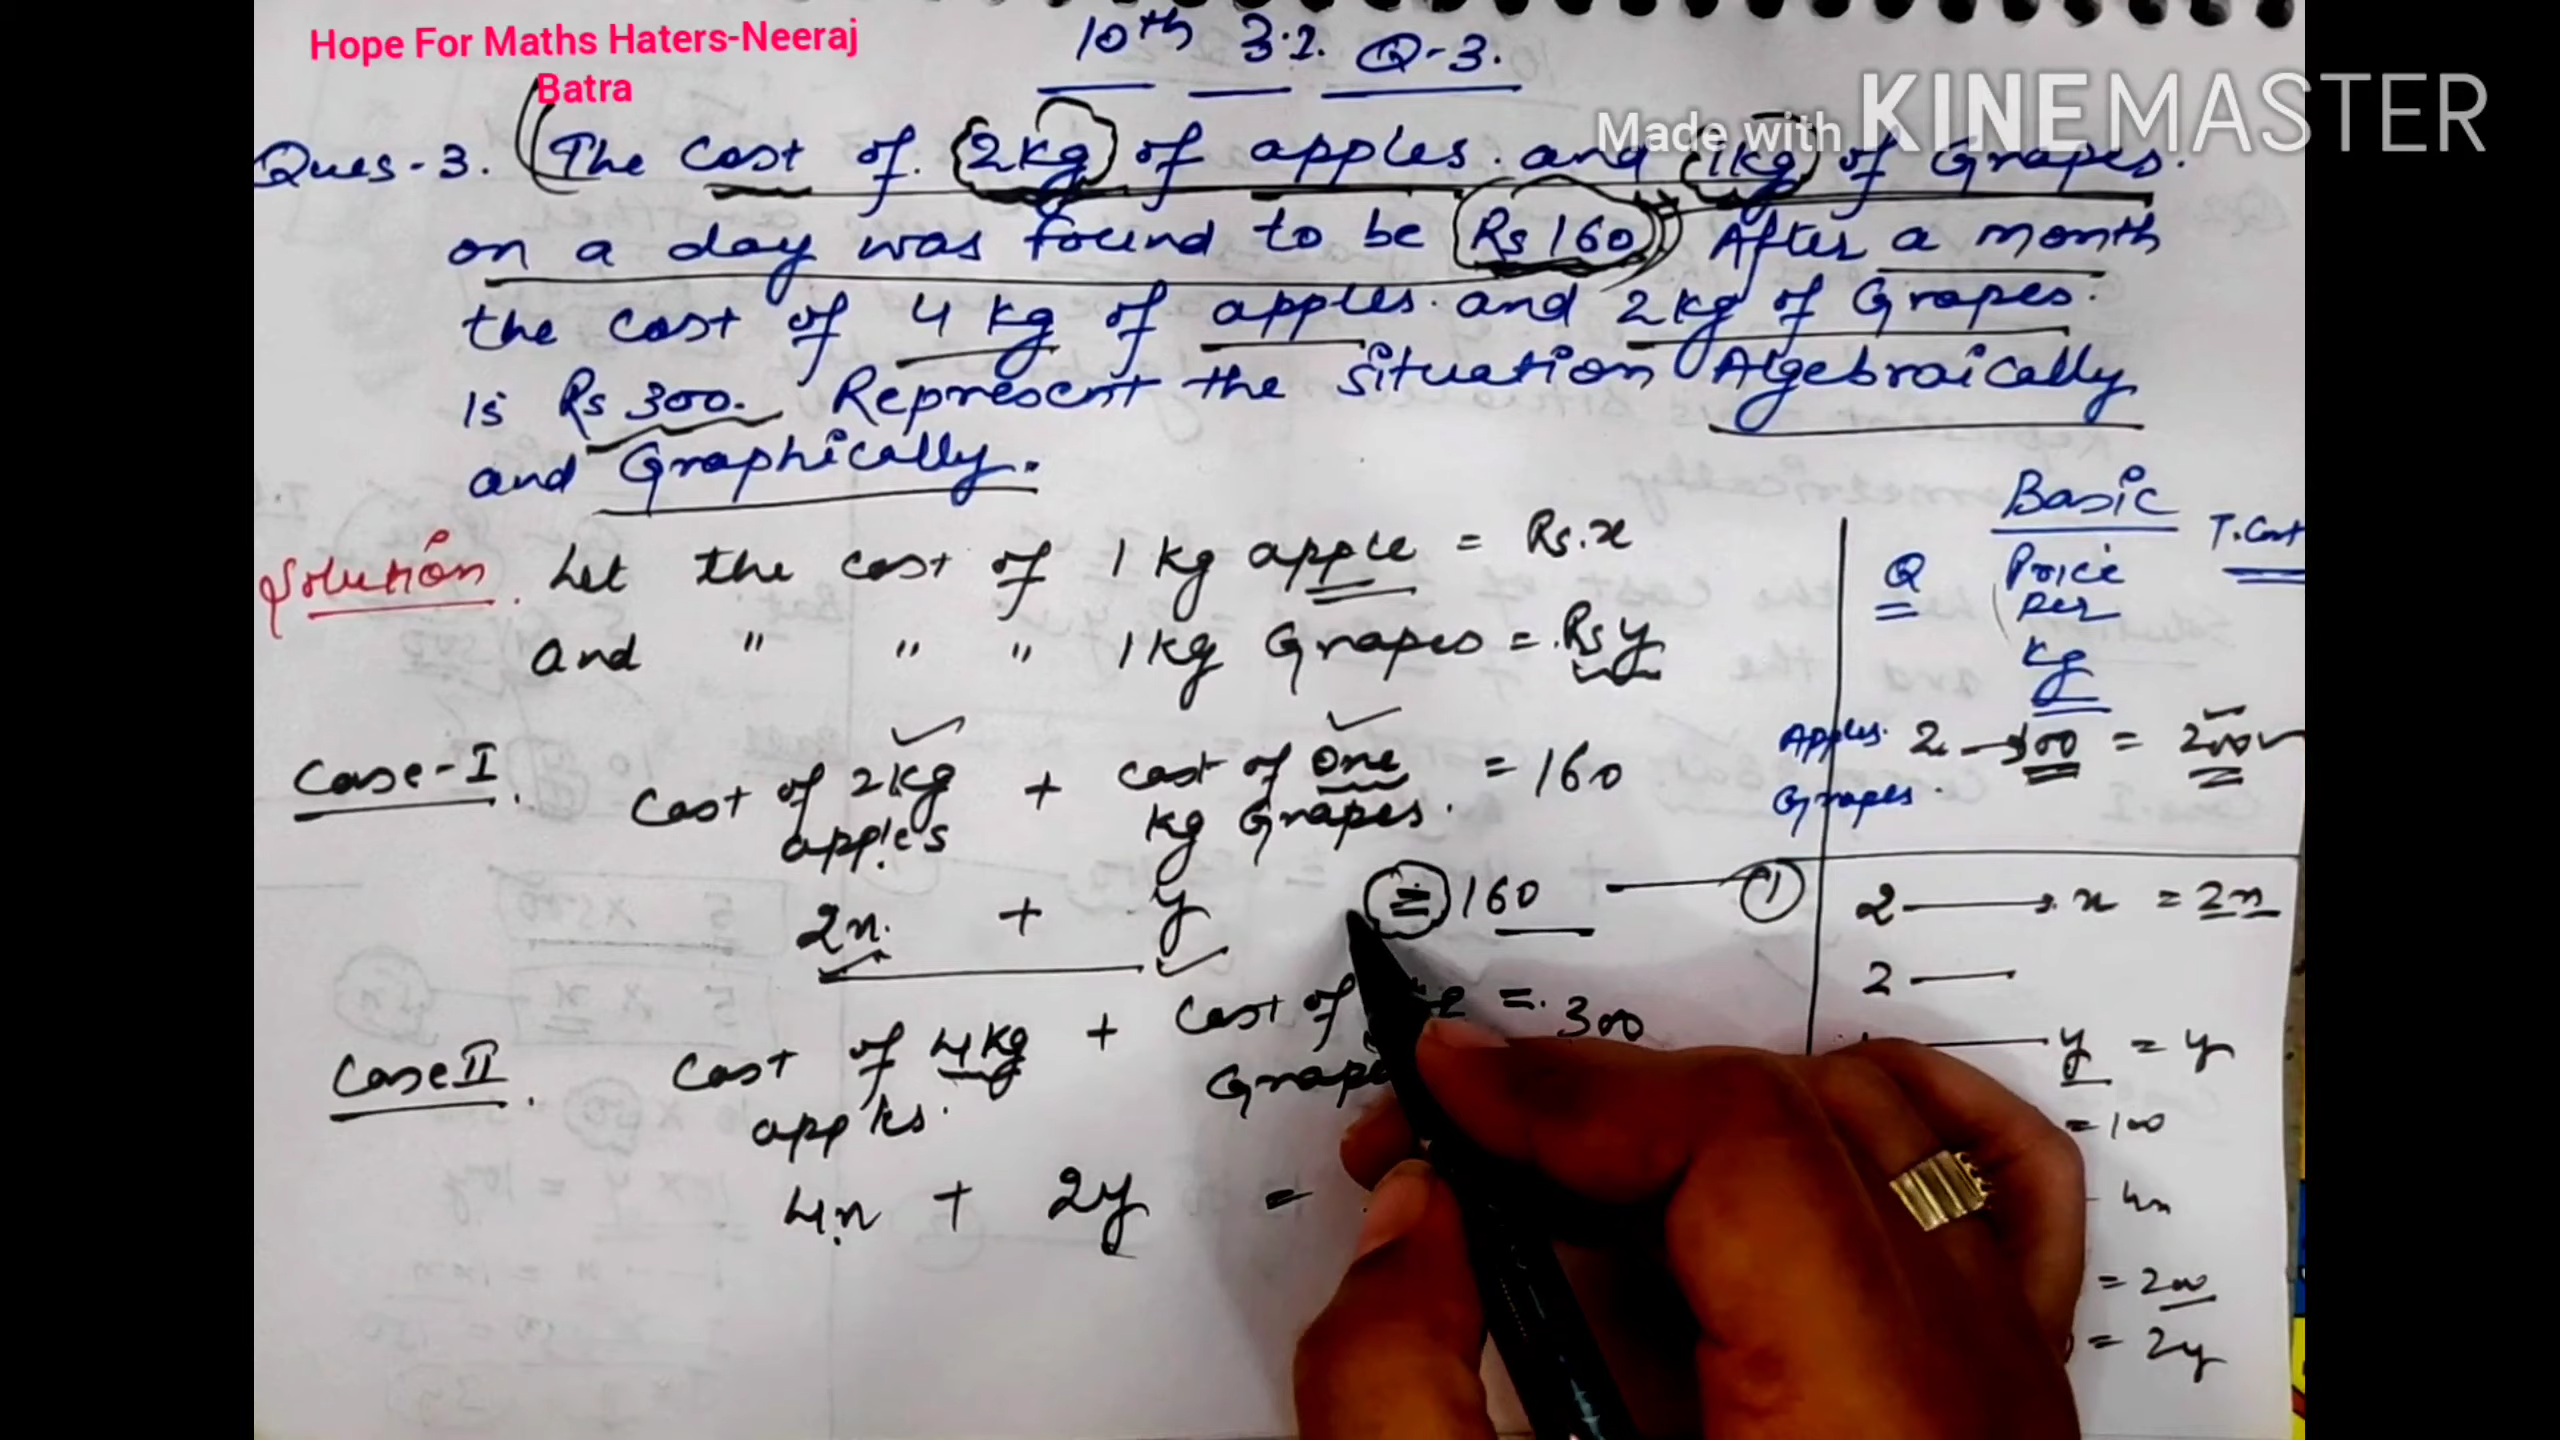 Hope For Maths Haters-Neeraj
Batra
10th 3.1. Q-3.
Made with KINEMASTER
Ques-3. The cost of 2kg of apples and 1kg of Grapes.
on a day was found to be Rs 160 After a month
the cost of 4 kg of apples and 2kg of Grapes.
is Rs 300. Represent the situation Algebraically
and Graphically.
Solution. Let the cost of 1 kg apple = Rs.x
and " " " 1kg Grapes = Rs y
Case-I. Cost of 2kg + cost of one = 160
apples kg Grapes.
2x + y = 160 ①
Case II. Cost of 4kg + Cost of = 300
apples.
4x + 2y =
Basic
Q Price T.Cost
per
kg
Apples. 2 → 100 = 200
Grapes.
2 → x = 2x
2
y = y
= 100
4x
= 200
= 2y